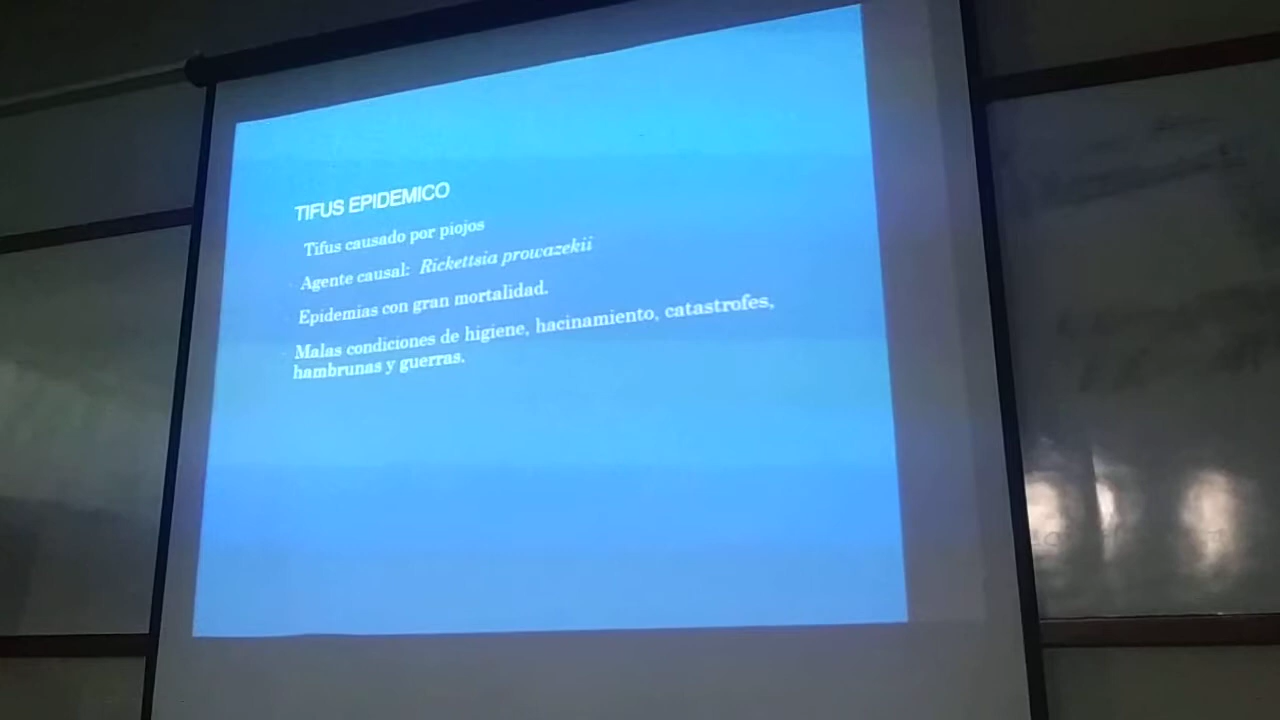 TIFUS EPIDEMICO
Tifus causado por piojos
Agente causal: Rickettsia prowazekii
Epidemias con gran mortalidad.
Malas condiciones de higiene, hacinamiento, catastrofes,
hambrunas y guerras.